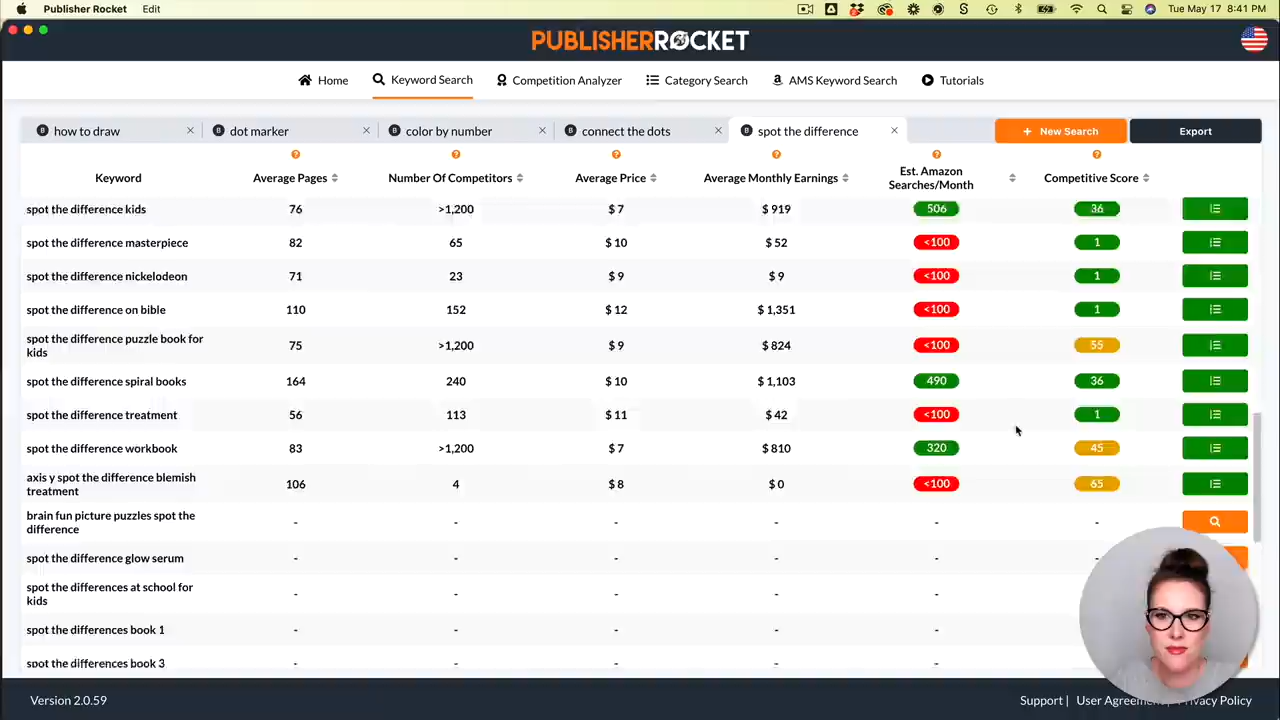 Publisher Rocket Edit Tue May 17 8:41 PM
PUBLISHERROCKET
Home Keyword Search Competition Analyzer Category Search AMS Keyword Search Tutorials
how to draw dot marker color by number connect the dots spot the difference + New Search Export
Keyword Average Pages Number Of Competitors Average Price Average Monthly Earnings Est. Amazon Searches/Month Competitive Score
spot the difference kids 76 >1,200 $ 7 $ 919 506 36
spot the difference masterpiece 82 65 $ 10 $ 52 <100 1
spot the difference nickelodeon 71 23 $ 9 $ 9 <100 1
spot the difference on bible 110 152 $ 12 $ 1,351 <100 1
spot the difference puzzle book for kids 75 >1,200 $ 9 $ 824 <100 55
spot the difference spiral books 164 240 $ 10 $ 1,103 490 36
spot the difference treatment 56 113 $ 11 $ 42 <100 1
spot the difference workbook 83 >1,200 $ 7 $ 810 320 45
axis y spot the difference blemish treatment 106 4 $ 8 $ 0 <100 65
brain fun picture puzzles spot the difference - - - - - -
spot the difference glow serum - - - - -
spot the differences at school for kids - - - - -
spot the differences book 1 - - - - -
spot the differences book 3 - - - - -
Version 2.0.59 Support | User Agreement | Privacy Policy